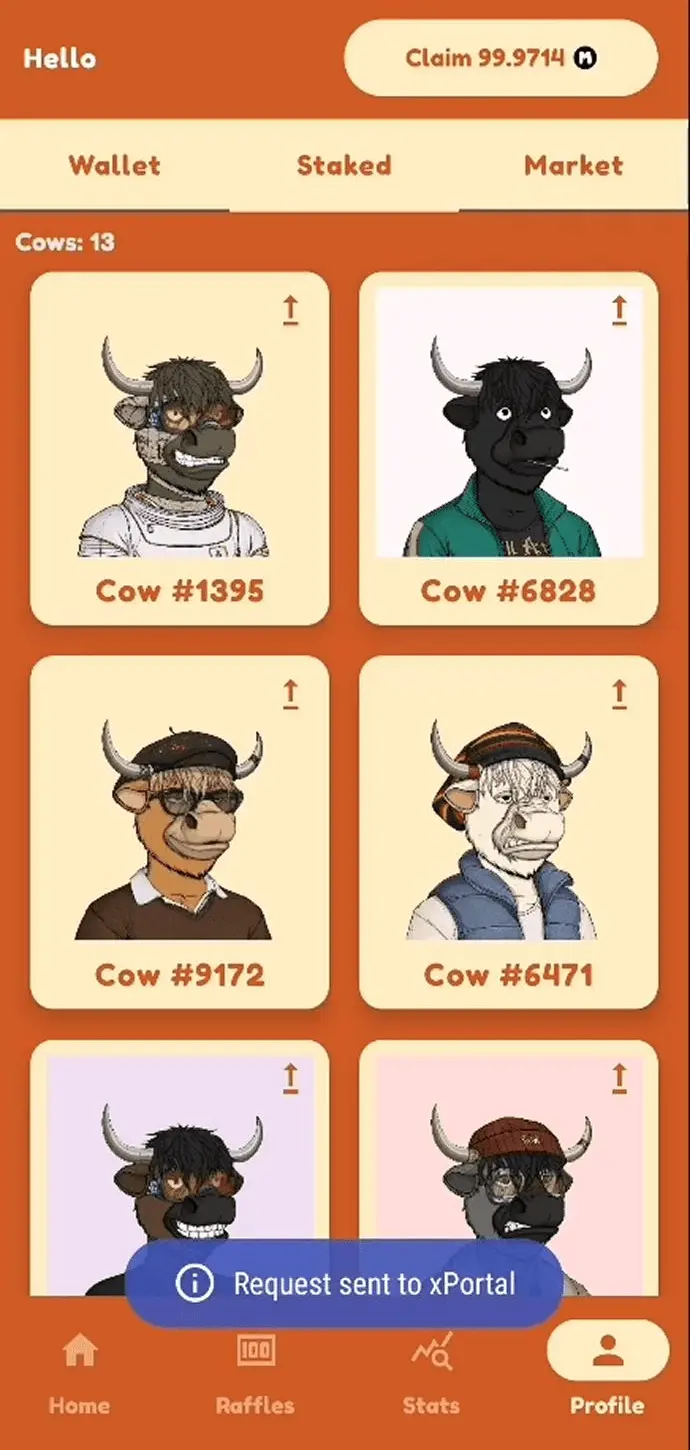 Hello
Claim 99.9714 M
Wallet Staked Market
Cows: 13
Cow #1395 Cow #6828
Cow #9172 Cow #6471
Request sent to xPortal
100
Home Raffles Stats Profile